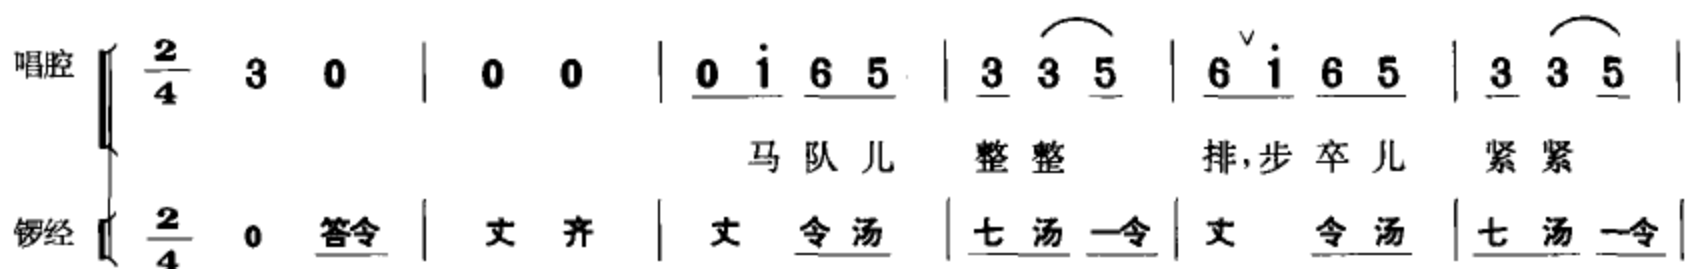 唱腔 2/4 3 0 | 0 0 | 0 i 6 5 | 3 3 5 | 6 ∨ i 6 5 | 3 3 5 |
马 队 儿 整 整 排, 步 卒 儿 紧 紧
锣经 2/4 0 答令 | 丈 齐 | 丈 令 汤 | 七 汤 一令 | 丈 令 汤 | 七 汤 一令 |